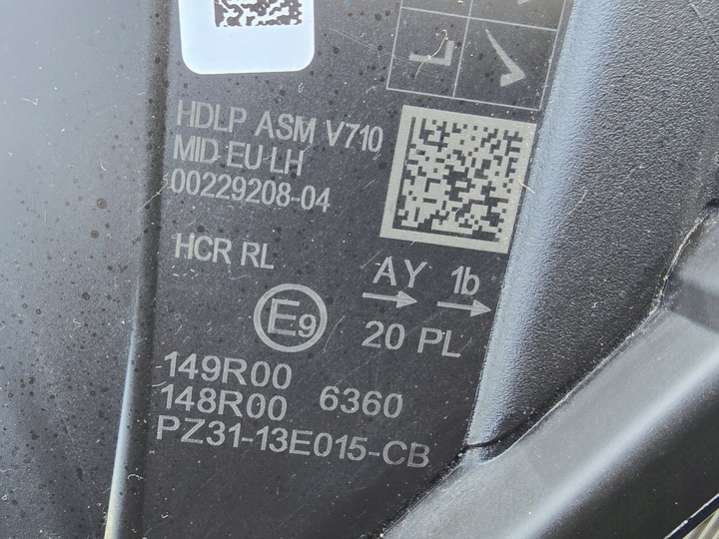 HDLP ASM V710
MID EU LH
00229208-04
HCR RL
AY 1b
E9
20 PL
149R00
148R00 6360
PZ31-13E015-CB